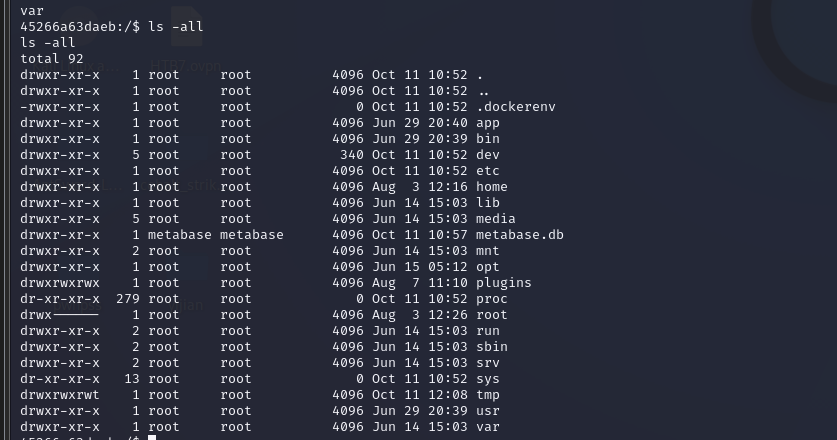 var
45266a63daeb:/$ ls -all
ls -all
total 92
drwxr-xr-x    1 root     root          4096 Oct 11 10:52 .
drwxr-xr-x    1 root     root          4096 Oct 11 10:52 ..
-rwxr-xr-x    1 root     root             0 Oct 11 10:52 .dockerenv
drwxr-xr-x    1 root     root          4096 Jun 29 20:40 app
drwxr-xr-x    1 root     root          4096 Jun 29 20:39 bin
drwxr-xr-x    5 root     root           340 Oct 11 10:52 dev
drwxr-xr-x    1 root     root          4096 Oct 11 10:52 etc
drwxr-xr-x    1 root     root          4096 Aug  3 12:16 home
drwxr-xr-x    1 root     root          4096 Jun 14 15:03 lib
drwxr-xr-x    5 root     root          4096 Jun 14 15:03 media
drwxr-xr-x    1 metabase metabase      4096 Oct 11 10:57 metabase.db
drwxr-xr-x    2 root     root          4096 Jun 14 15:03 mnt
drwxr-xr-x    1 root     root          4096 Jun 15 05:12 opt
drwxrwxrwx    1 root     root          4096 Aug  7 11:10 plugins
dr-xr-xr-x  279 root     root             0 Oct 11 10:52 proc
drwx------    1 root     root          4096 Aug  3 12:26 root
drwxr-xr-x    2 root     root          4096 Jun 14 15:03 run
drwxr-xr-x    2 root     root          4096 Jun 14 15:03 sbin
drwxr-xr-x    2 root     root          4096 Jun 14 15:03 srv
dr-xr-xr-x   13 root     root             0 Oct 11 10:52 sys
drwxrwxrwt    1 root     root          4096 Oct 11 12:08 tmp
drwxr-xr-x    1 root     root          4096 Jun 29 20:39 usr
drwxr-xr-x    1 root     root          4096 Jun 14 15:03 var
45266a63daeb:/$